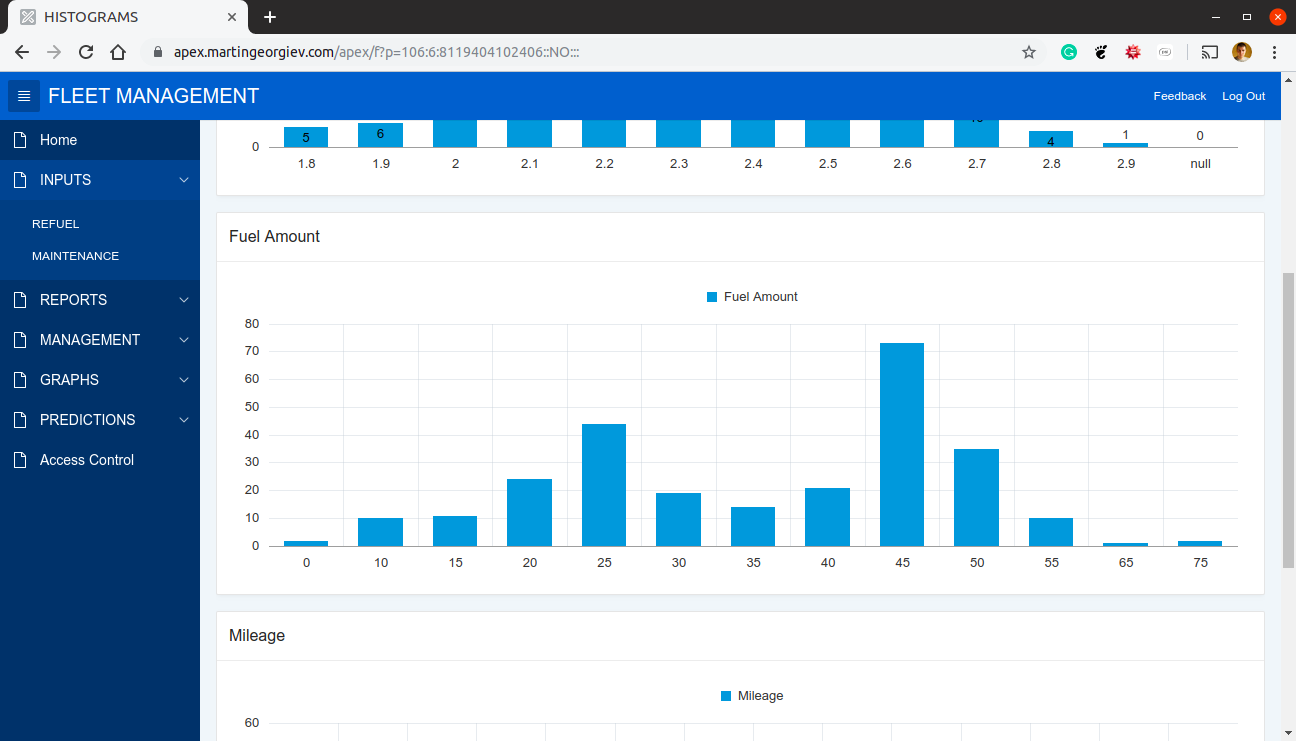 HISTOGRAMS
apex.martingeorgiev.com/apex/f?p=106:6:8119404102406::NO:::
FLEET MANAGEMENT
Feedback Log Out
Home
INPUTS
REFUEL
MAINTENANCE
REPORTS
MANAGEMENT
GRAPHS
PREDICTIONS
Access Control
5 6 4 1 0
0
1.8 1.9 2 2.1 2.2 2.3 2.4 2.5 2.6 2.7 2.8 2.9 null
Fuel Amount
Fuel Amount
80
70
60
50
40
30
20
10
0
0 10 15 20 25 30 35 40 45 50 55 65 75
Mileage
Mileage
60